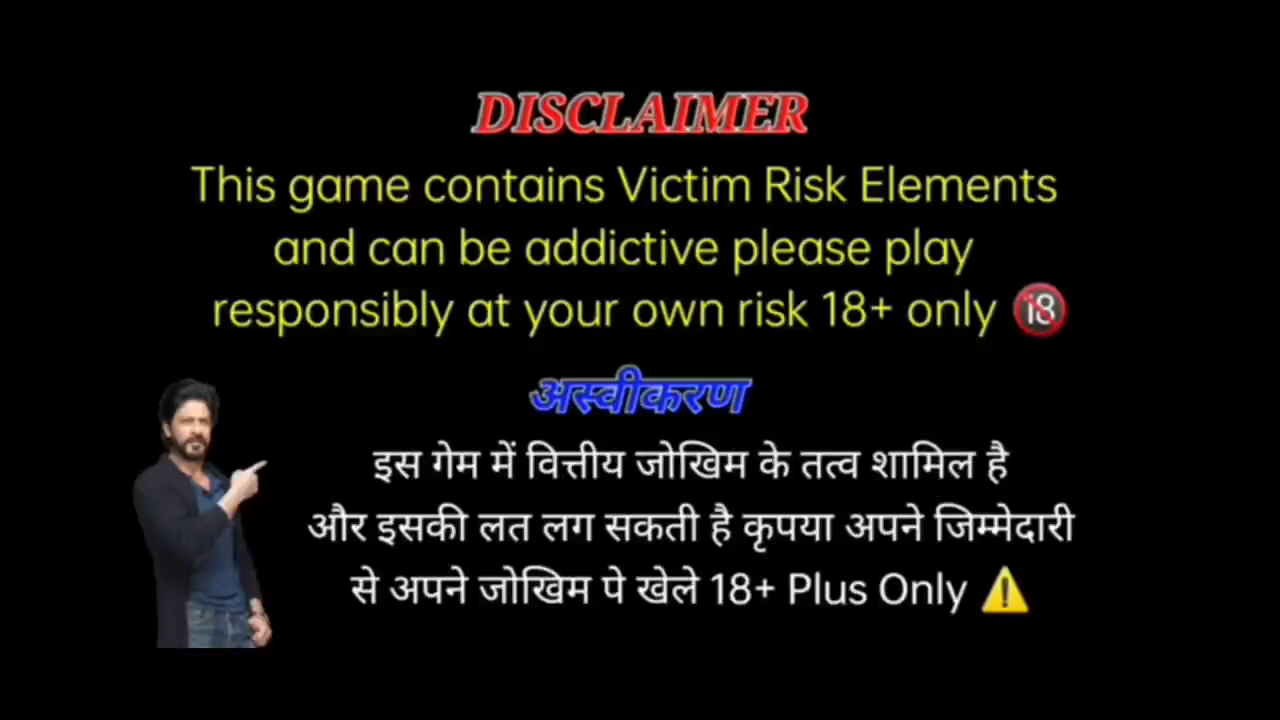 DISCLAIMER
This game contains Victim Risk Elements
and can be addictive please play
responsibly at your own risk 18+ only 🔞
अस्वीकरण
इस गेम में वित्तीय जोखिम के तत्व शामिल है
और इसकी लत लग सकती है कृपया अपने जिम्मेदारी
से अपने जोखिम पे खेले 18+ Plus Only ⚠️